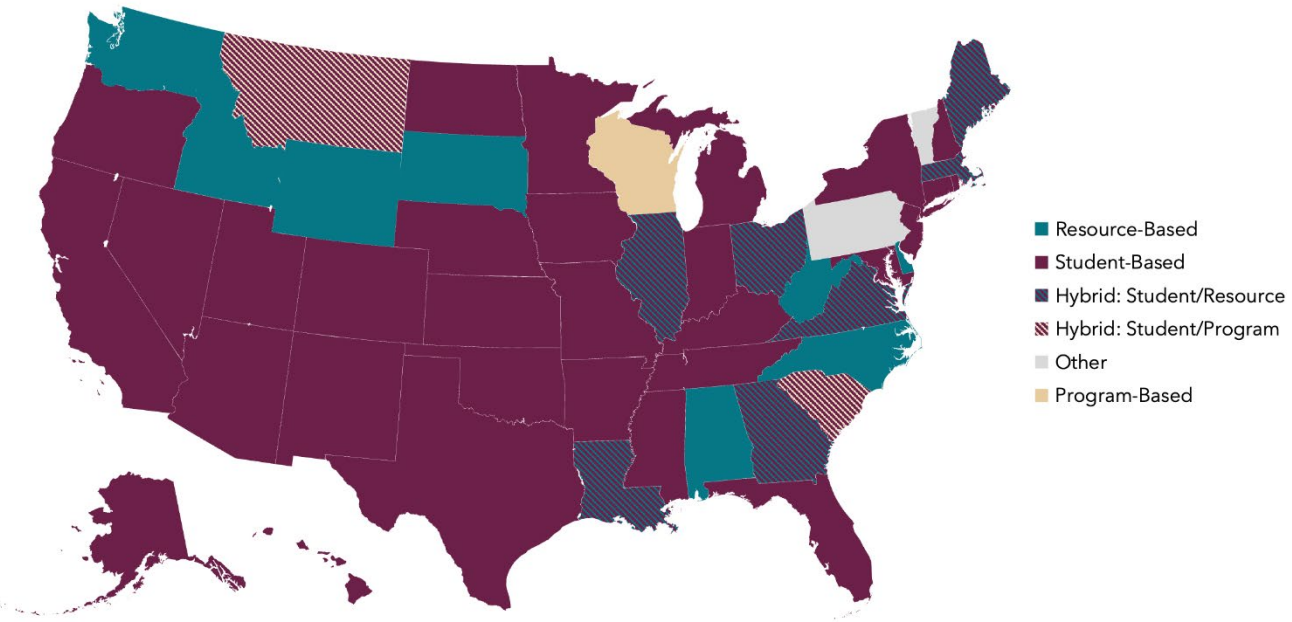 Resource-Based
Student-Based
Hybrid: Student/Resource
Hybrid: Student/Program
Other
Program-Based